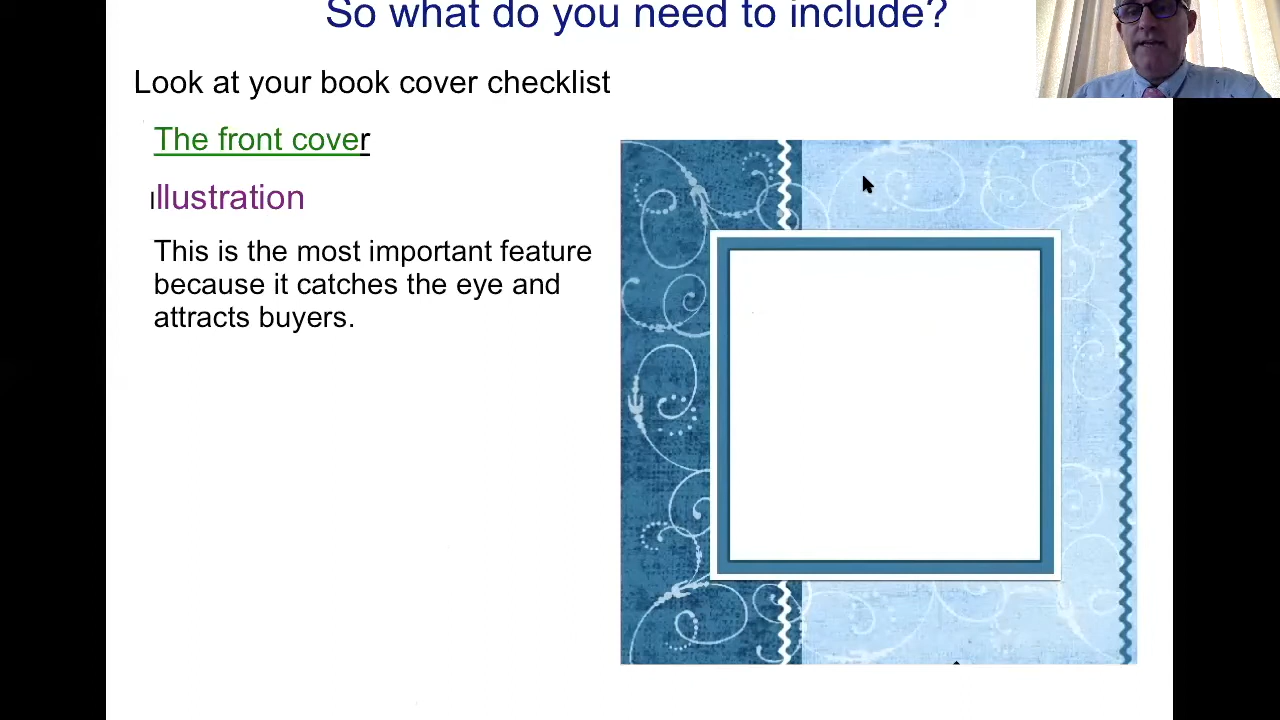 So what do you need to include?
Look at your book cover checklist
The front cover
Illustration
This is the most important feature
because it catches the eye and
attracts buyers.